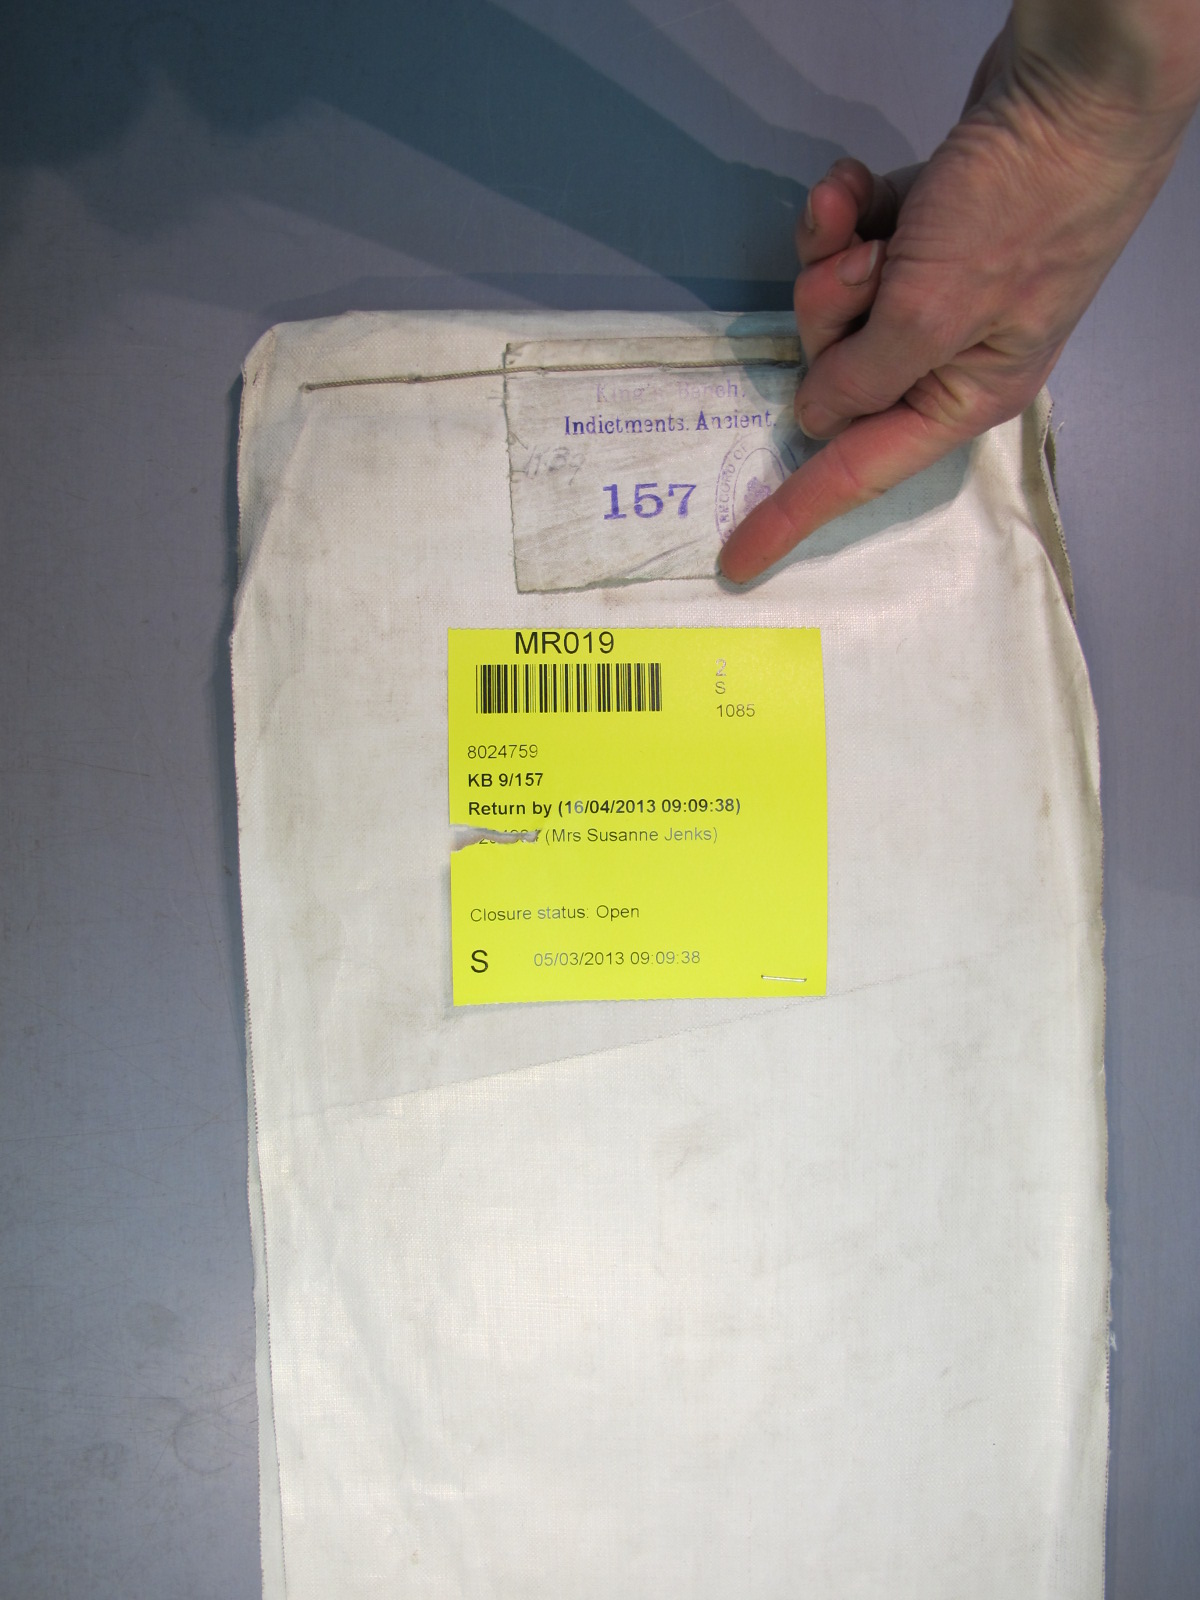 King's Bench.
Indictments. Ancient.
157
RECORD O
MR019
2
S
1085
8024759
KB 9/157
Return by (16/04/2013 09:09:38)
(Mrs Susanne Jenks)
Closure status: Open
S 05/03/2013 09:09:38